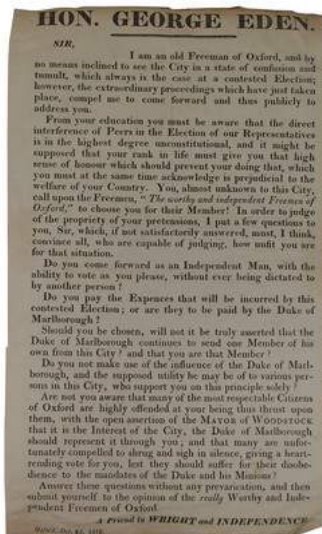 HON. GEORGE EDEN.
SIR,
I am an old Freeman of Oxford, and by
no means inclined to see the City in a state of confusion and
tumult, which always is the case at a contested Election;
however, the extraordinary proceedings which have just taken
place, compel me to come forward and thus publicly to
address you.
From your education you must be aware that the direct
interference of Peers in the Election of our Representatives
is in the highest degree unconstitutional, and it might be
supposed that your rank in life must give you that high
sense of honour which should prevent your doing that, which
you must at the same time acknowledge is prejudicial to the
welfare of your Country. You, almost unknown to this City,
call upon the Freemen, "The worthy and independent Freemen of
Oxford," to choose you for their Member! In order to judge
of the propriety of your pretensions, I put a few questions to
you, Sir, which, if not satisfactorily answered, must, I think,
convince all, who are capable of judging, how unfit you are
for that situation.
Do you come forward as an Independent Man, with the
ability to vote as you please, without ever being dictated to
by another person?
Do you pay the Expences that will be incurred by this
contested Election; or are they to be paid by the Duke of
Marlborough?
Should you be chosen, will not it be truly asserted that the
Duke of Marlborough continues to send one Member of his
own from this City? and that you are that Member?
Do you not make use of the influence of the Duke of Marl-
borough, and the supposed utility he may be of to various per-
sons in this City, who support you on this principle solely?
Are not you aware that many of the most respectable Citizens
of Oxford are highly offended at your being thus thrust upon
them, with the open assertion of the MAYOR of WOODSTOCK
that it is the Interest of the City, the Duke of Marlborough
should represent it through you; and that many are unfor-
tunately compelled to shrug and sigh in silence, giving a heart-
rending vote for you, lest they should suffer for their disobe-
dience to the mandates of the Duke and his Minions?
Answer these questions without any prevarication, and then
submit yourself to the opinion of the really Worthy and Inde-
pendent Freemen of Oxford
A Friend to WRIGHT and INDEPENDENCE.